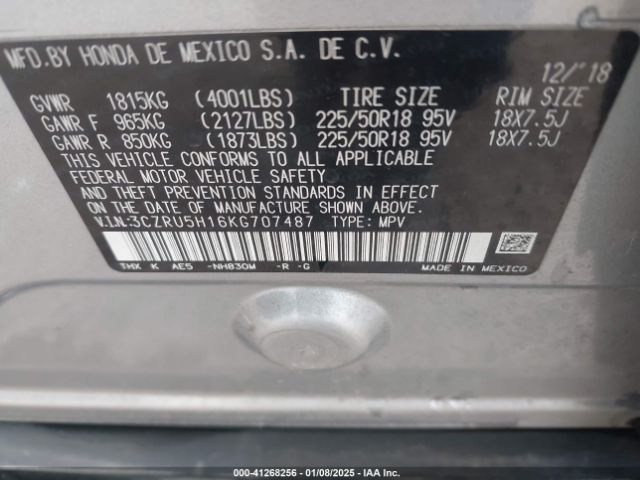 MFD. BY HONDA DE MEXICO S.A. DE C.V.
12/'18
GVWR 1815KG (4001LBS) TIRE SIZE RIM SIZE
GAWR F 965KG (2127LBS) 225/50R18 95V 18X7.5J
GAWR R 850KG (1873LBS) 225/50R18 95V 18X7.5J
THIS VEHICLE CONFORMS TO ALL APPLICABLE
FEDERAL MOTOR VEHICLE SAFETY
AND THEFT PREVENTION STANDARDS IN EFFECT ON
THE DATE OF MANUFACTURE SHOWN ABOVE.
V.I.N:3CZRU5H16KG707487 TYPE: MPV
THX K AE5 -NH830M -R -G MADE IN MEXICO
000-41268256 - 01/08/2025 - IAA, Inc.